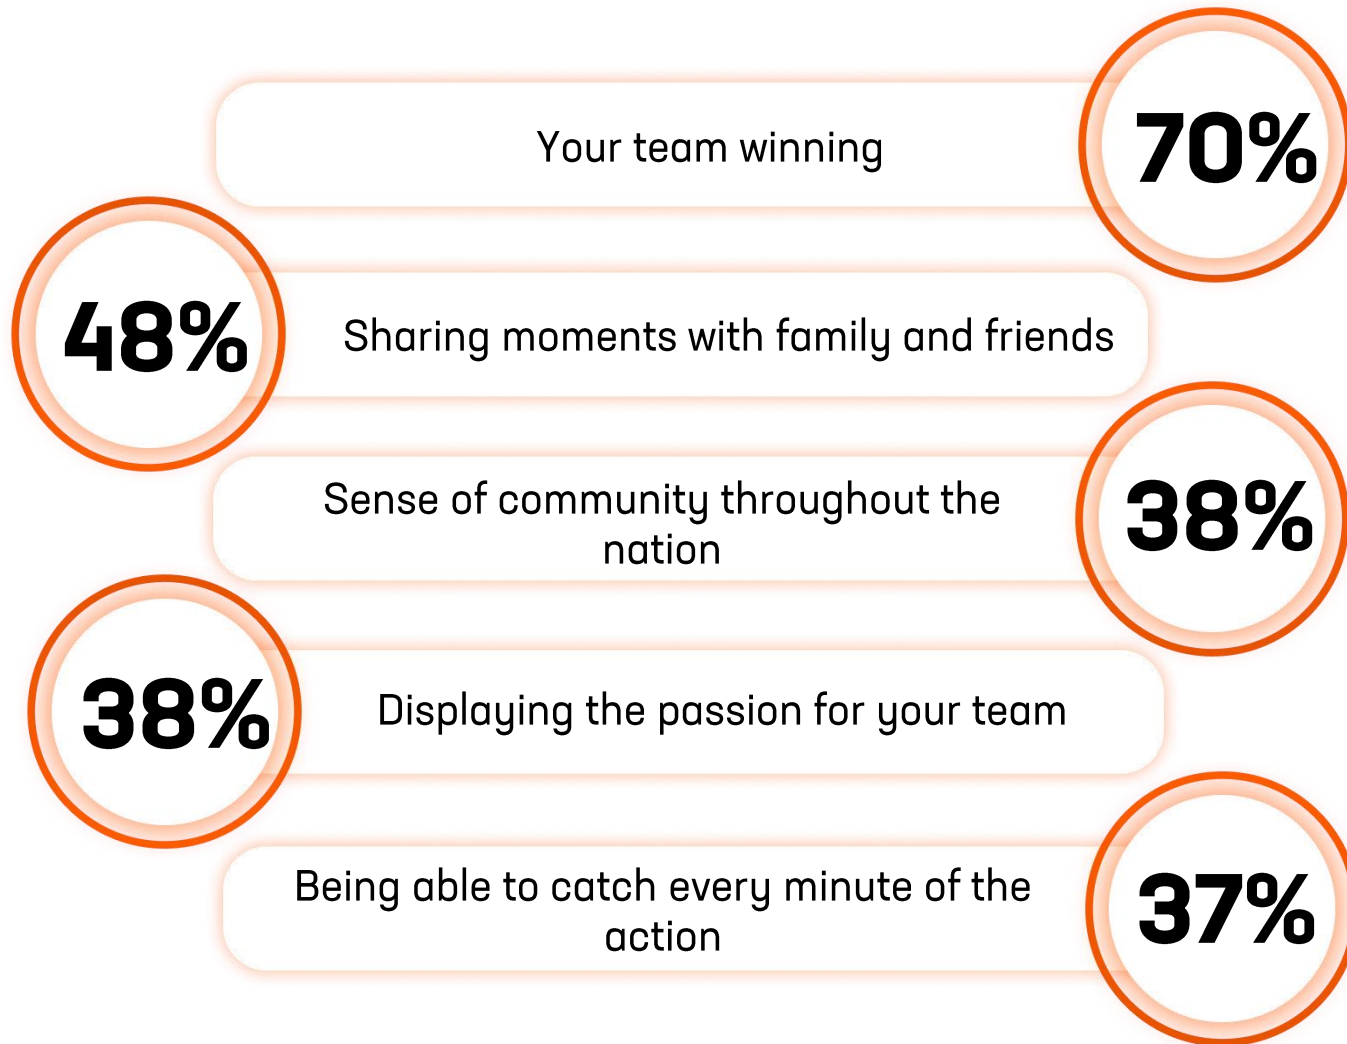 Your team winning
70%
48%
Sharing moments with family and friends
Sense of community throughout the
nation
38%
38%
Displaying the passion for your team
Being able to catch every minute of the
action
37%